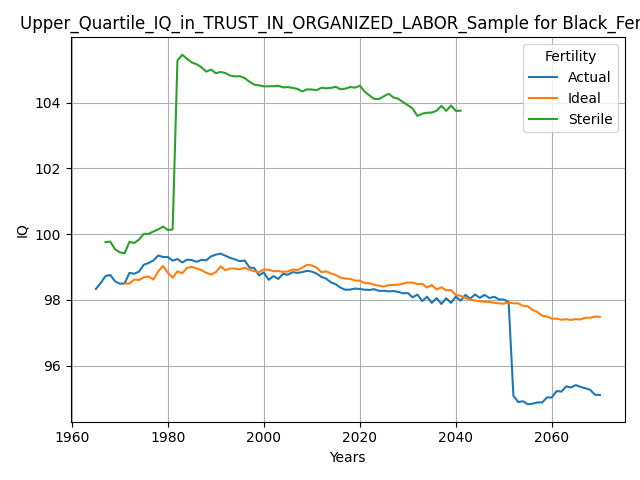 Upper_Quartile_IQ_in_TRUST_IN_ORGANIZED_LABOR_Sample for Black_Fer
Fertility
Actual
Ideal
Sterile
IQ
104
102
100
98
96
1960
1980
2000
2020
2040
2060
Years